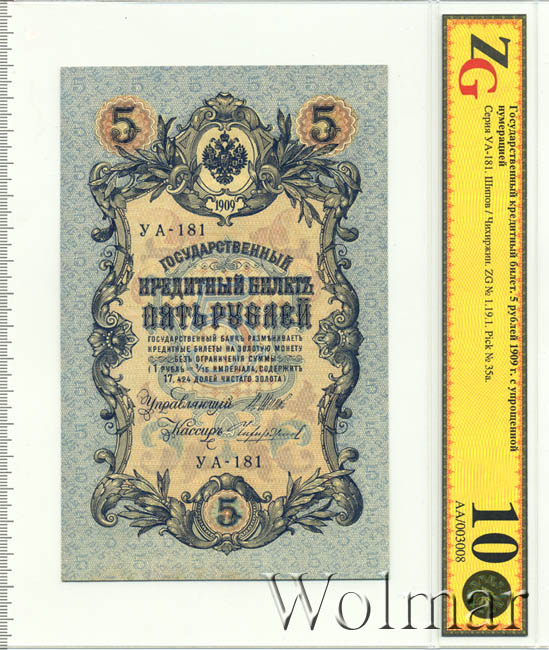 5 5
1909
УА-181
ГОСУДАРСТВЕННЫЙ
КРЕДИТНЫЙ БИЛЕТЪ
ПЯТЬ РУБЛЕЙ
ГОСУДАРСТВЕННЫЙ БАНКЪ РАЗМѢНИВАЕТЪ
КРЕДИТНЫЕ БИЛЕТЫ НА ЗОЛОТУЮ МОНЕТУ
БЕЗЪ ОГРАНИЧЕНІЯ СУММЫ
(1 РУБЛЬ = 1/15 ИМПЕРІАЛА, СОДЕРЖИТЪ
17,424 ДОЛЕЙ ЧИСТАГО ЗОЛОТА)
Управляющій
Кассиръ
УА-181
5
ZG
Государственный кредитный билет. 5 рублей 1909 г. с упрощенной
нумерацией
Серия УА-181. Шипов / Чихиржин. ZG № 1.19.1. Pick № 35a.
10
АА/003008
Wolmar